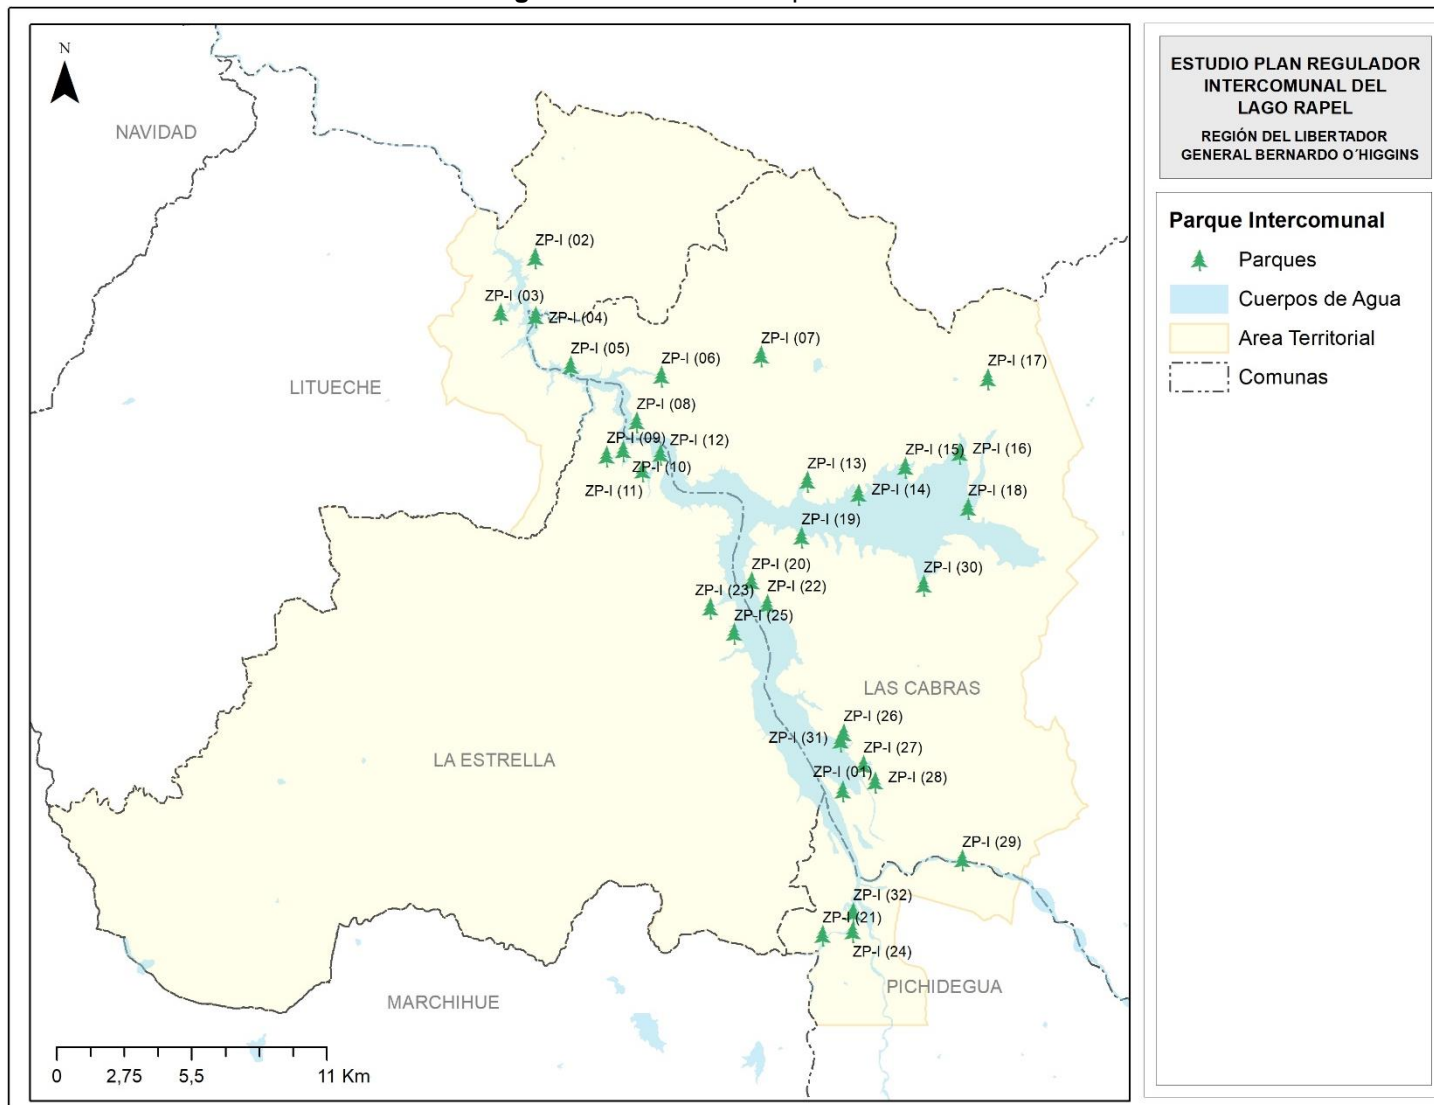 N
NAVIDAD
ZP-I (02)
ZP-I (03)
ZP-I (04)
ZP-I (05)
ZP-I (06)
ZP-I (07)
ZP-I (17)
LITUECHE
ZP-I (08)
ZP-I (09)
ZP-I (12)
ZP-I (10)
ZP-I (11)
ZP-I (13)
ZP-I (15)
ZP-I (16)
ZP-I (14)
ZP-I (18)
ZP-I (19)
ZP-I (20)
ZP-I (22)
ZP-I (23)
ZP-I (25)
ZP-I (30)
LAS CABRAS
ZP-I (26)
ZP-I (31)
ZP-I (27)
ZP-I (01)
ZP-I (28)
LA ESTRELLA
ZP-I (29)
ZP-I (32)
ZP-I (21)
ZP-I (24)
PICHIDEGUA
MARCHIHUE
0 2,75 5,5 11 Km
ESTUDIO PLAN REGULADOR
INTERCOMUNAL DEL
LAGO RAPEL
REGIÓN DEL LIBERTADOR
GENERAL BERNARDO O´HIGGINS
Parque Intercomunal
Parques
Cuerpos de Agua
Area Territorial
Comunas